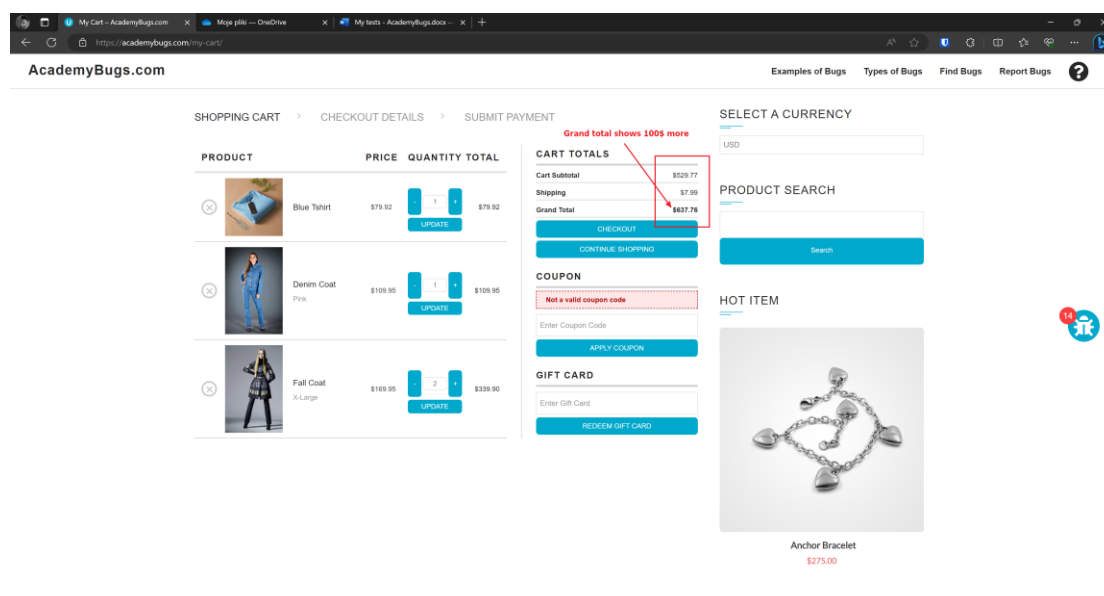 My Cart – AcademyBugs.com
Moje pliki — OneDrive
My tests - AcademyBugs.docx —
https://academybugs.com/my-cart/
AcademyBugs.com
Examples of Bugs
Types of Bugs
Find Bugs
Report Bugs
SHOPPING CART > CHECKOUT DETAILS > SUBMIT PAYMENT
Grand total shows 100$ more
PRODUCT PRICE QUANTITY TOTAL
Blue Tshirt $79.92 - 1 + $79.92
UPDATE
Denim Coat
Pink
$109.95 - 1 + $109.95
UPDATE
Fall Coat
X-Large
$169.95 - 2 + $339.90
UPDATE
CART TOTALS
Cart Subtotal $529.77
Shipping $7.99
Grand Total $637.76
CHECKOUT
CONTINUE SHOPPING
COUPON
Not a valid coupon code
Enter Coupon Code
APPLY COUPON
GIFT CARD
Enter Gift Card
REDEEM GIFT CARD
SELECT A CURRENCY
USD
PRODUCT SEARCH
Search
HOT ITEM
14
Anchor Bracelet
$275.00